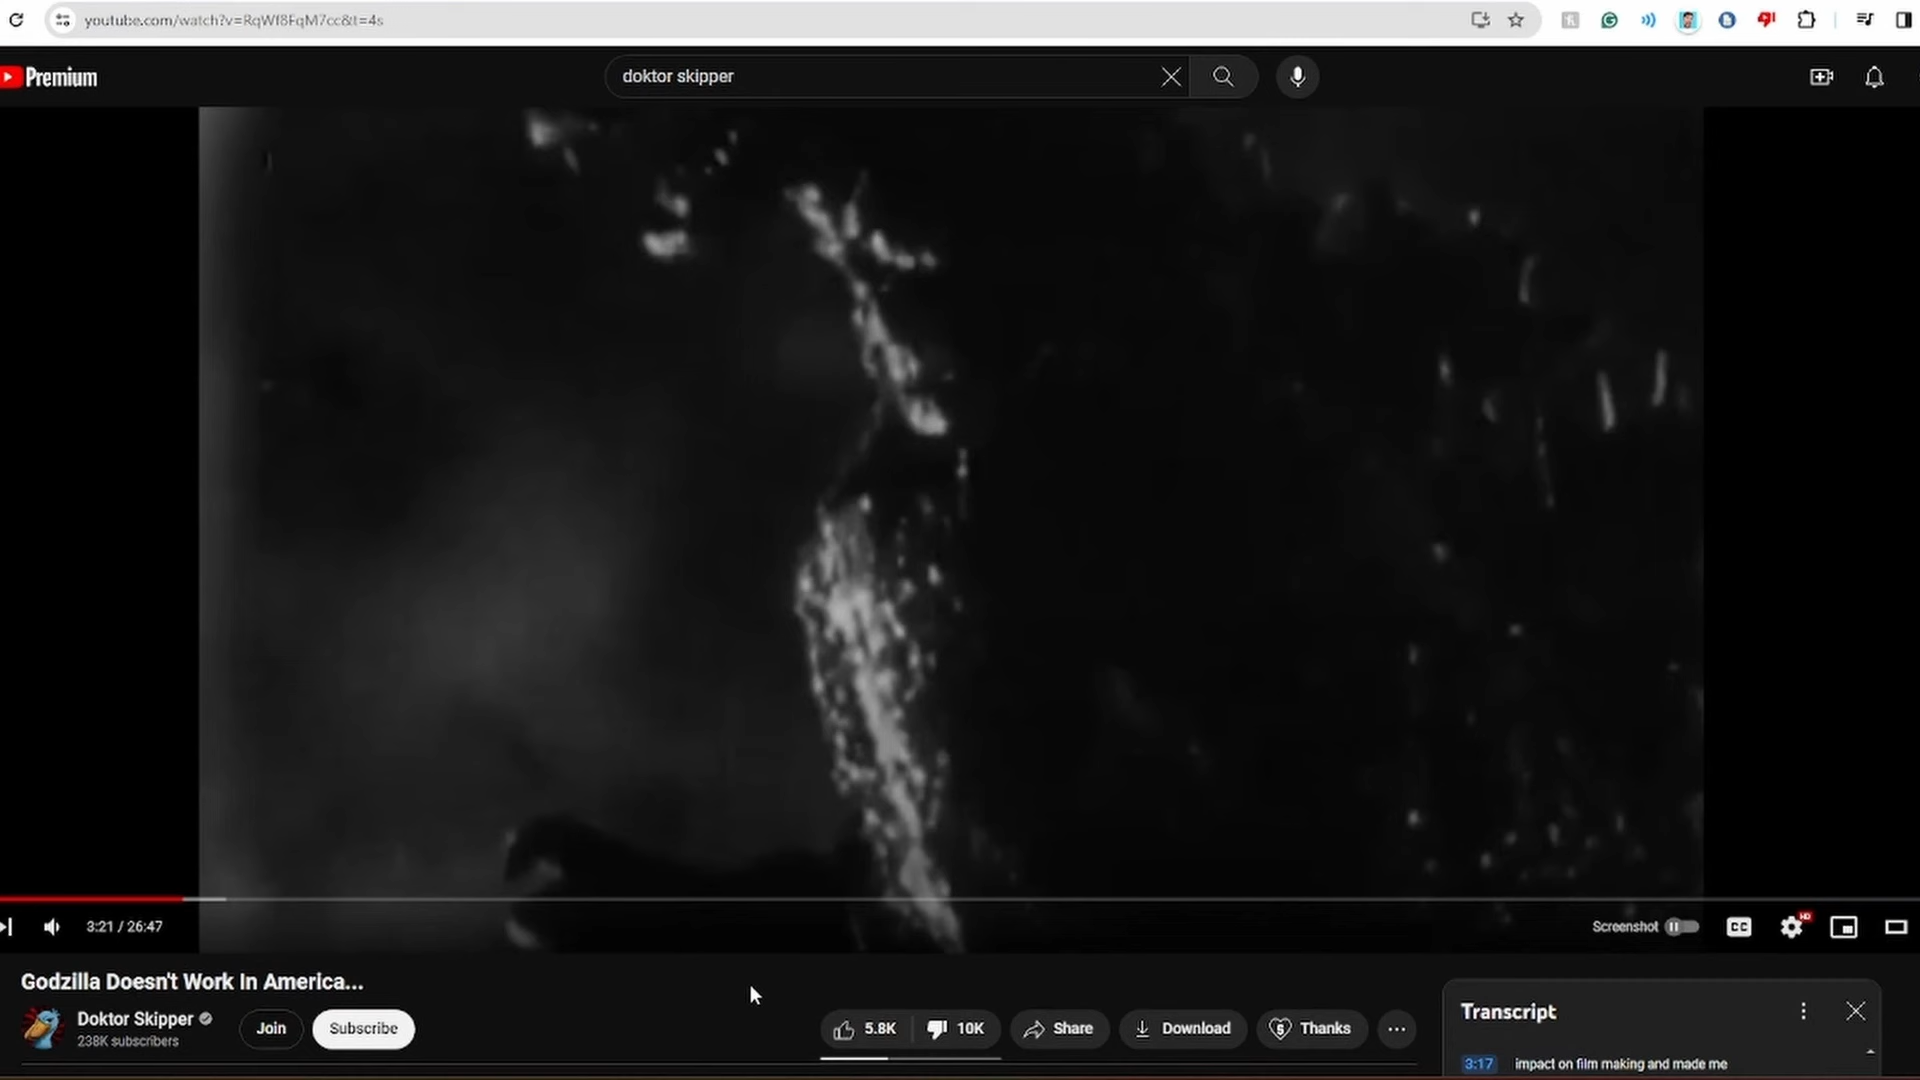 youtube.com/watch?v=RqWf8FqM7cc&t=4s
Premium
doktor skipper
3:21 / 26:47
Screenshot
CC
HD
Godzilla Doesn't Work In America...
Doktor Skipper
238K subscribers
Join
Subscribe
5.8K
10K
Share
Download
Thanks
Transcript
3:17 impact on film making and made me